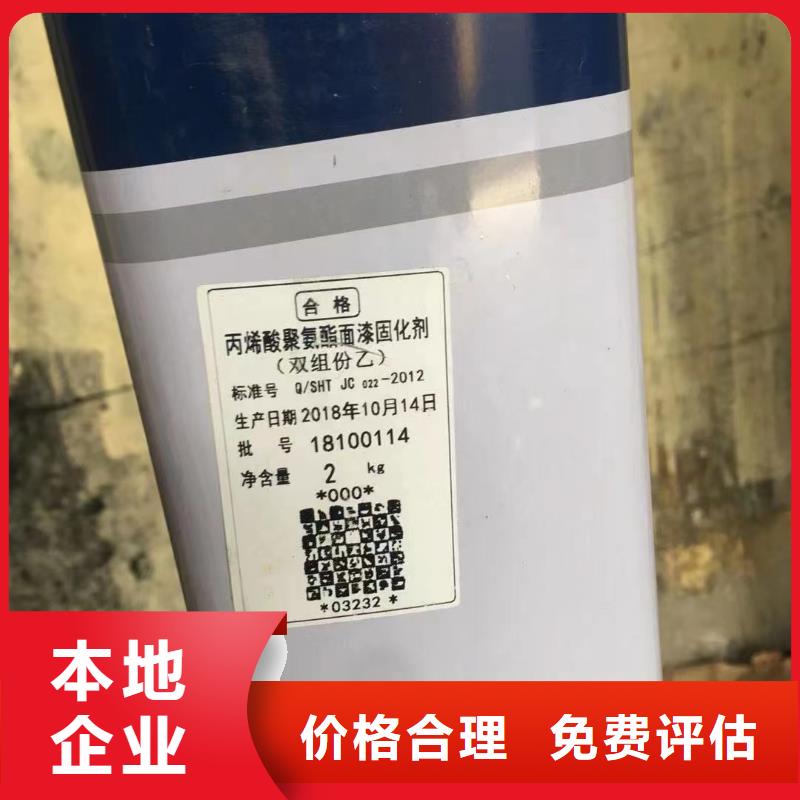 合格
丙烯酸聚氨酯面漆固化剂
（双组份乙）
标准号 Q/SHT JC 022-2012
生产日期 2018年10月14日
批 号 18100114
净含量 2 kg
*000*
*03232*
本地
企业
价格合理 免费评估